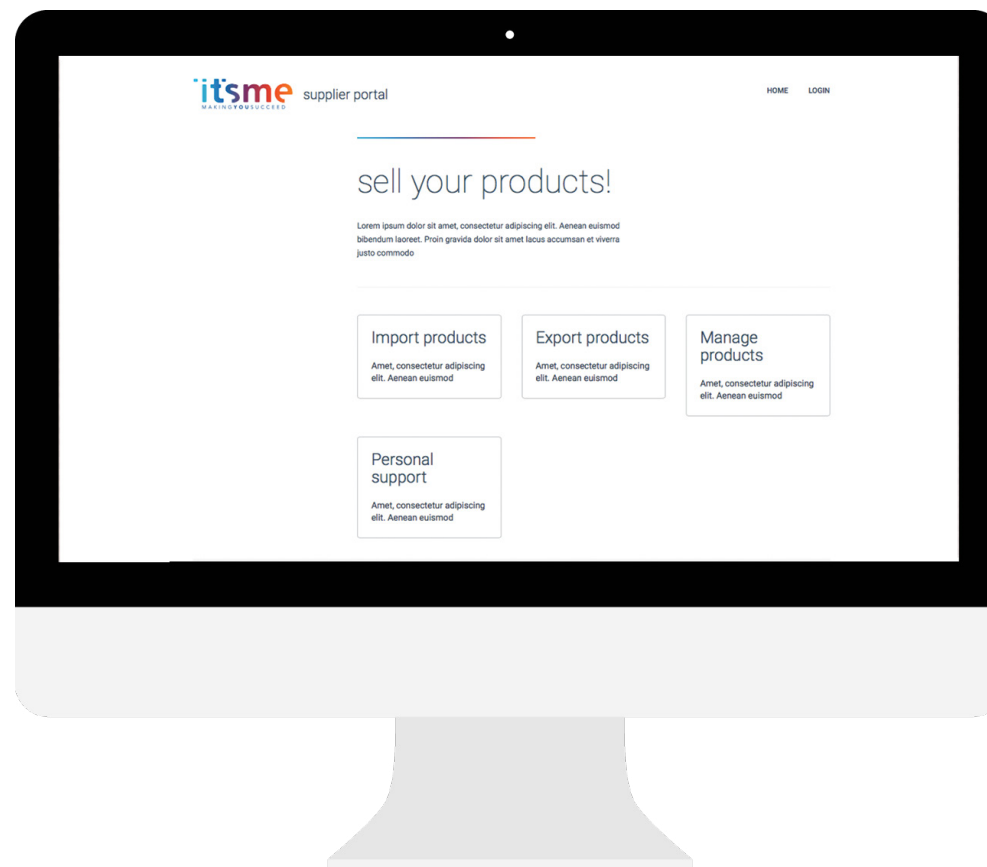 itsme supplier portal HOME LOGIN
MAKINGYOUSUCCEED
sell your products!
Lorem ipsum dolor sit amet, consectetur adipiscing elit. Aenean euismod
bibendum laoreet. Proin gravida dolor sit amet lacus accumsan et viverra
justo commodo
Import products
Amet, consectetur adipiscing
elit. Aenean euismod
Export products
Amet, consectetur adipiscing
elit. Aenean euismod
Manage
products
Amet, consectetur adipiscing
elit. Aenean euismod
Personal
support
Amet, consectetur adipiscing
elit. Aenean euismod